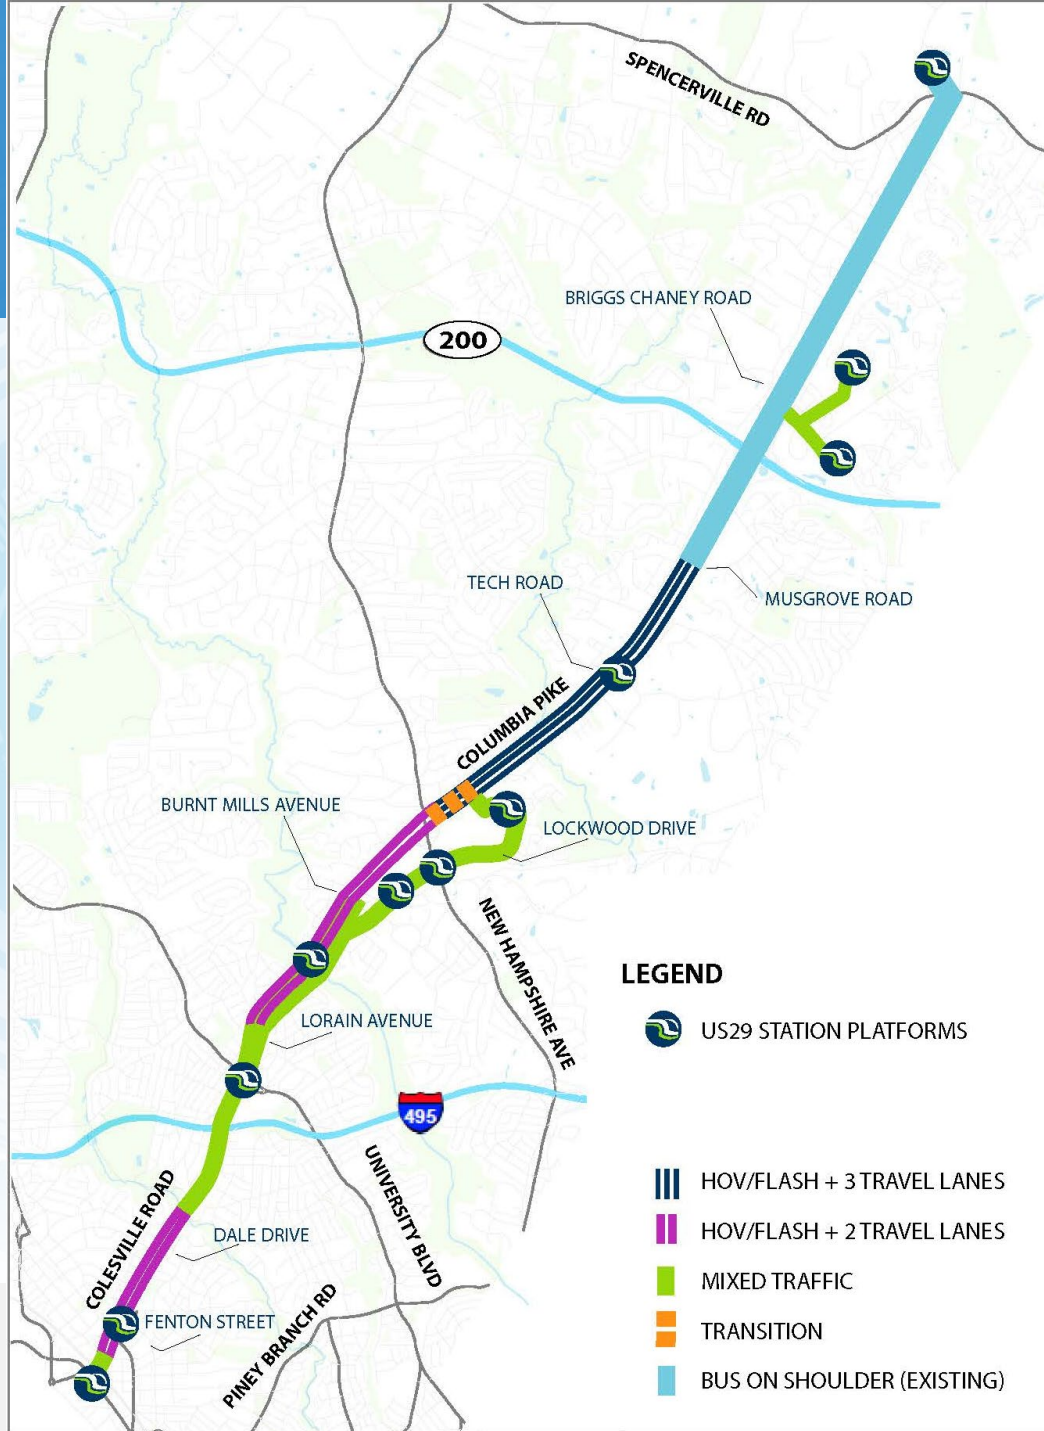 SPENCERVILLE RD
BRIGGS CHANEY ROAD
200
TECH ROAD
MUSGROVE ROAD
COLUMBIA PIKE
BURNT MILLS AVENUE
LOCKWOOD DRIVE
NEW HAMPSHIRE AVE
LORAIN AVENUE
495
UNIVERSITY BLVD
COLESVILLE ROAD
DALE DRIVE
FENTON STREET
PINEY BRANCH RD
LEGEND
US29 STATION PLATFORMS
HOV/FLASH + 3 TRAVEL LANES
HOV/FLASH + 2 TRAVEL LANES
MIXED TRAFFIC
TRANSITION
BUS ON SHOULDER (EXISTING)